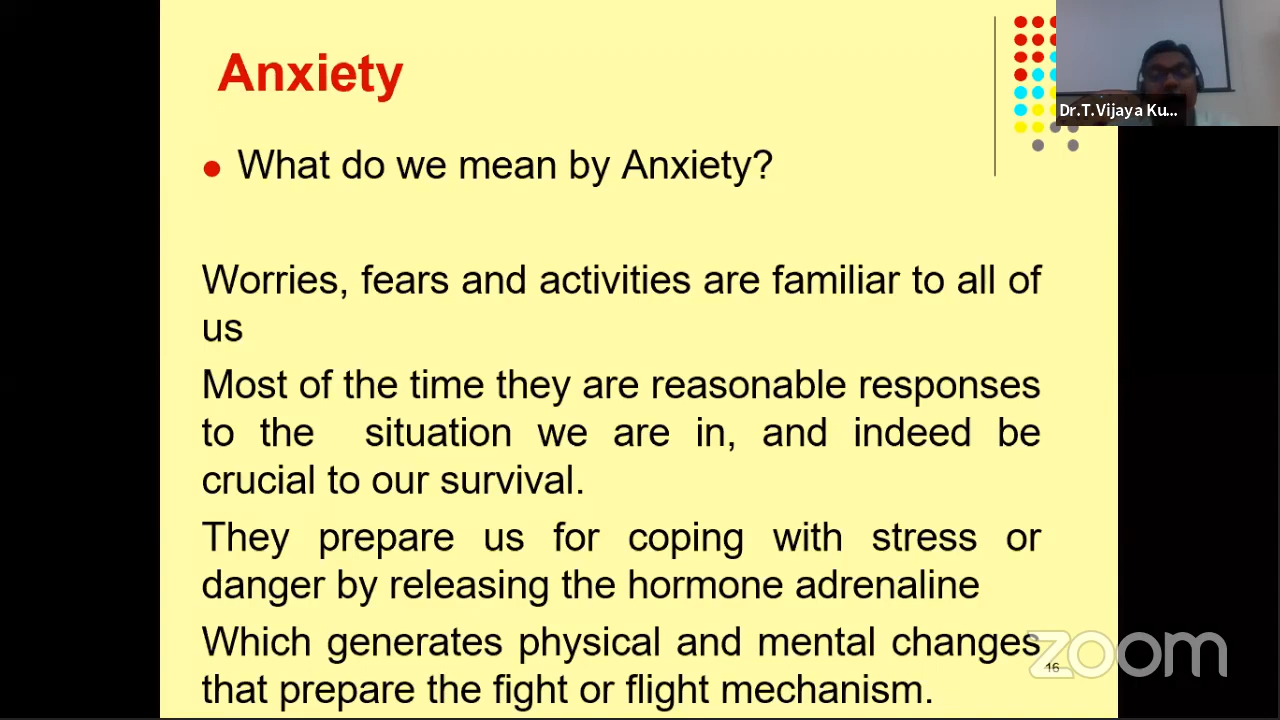 Anxiety
Dr.T.Vijaya Ku...
• What do we mean by Anxiety?
Worries, fears and activities are familiar to all of
us
Most of the time they are reasonable responses
to the situation we are in, and indeed be
crucial to our survival.
They prepare us for coping with stress or
danger by releasing the hormone adrenaline
Which generates physical and mental changes
that prepare the fight or flight mechanism.
16
zoom